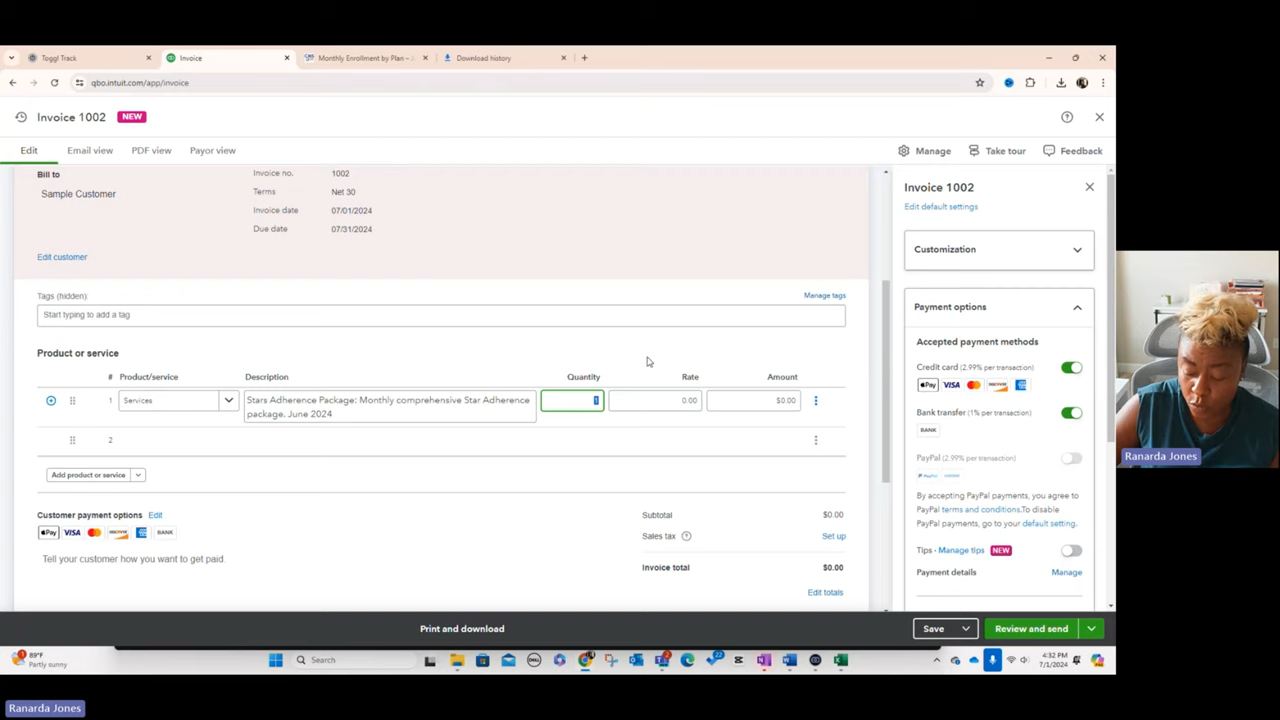 Toggl Track
Invoice
Monthly Enrollment by Plan –
Download history
qbo.intuit.com/app/invoice
Invoice 1002 NEW
Edit Email view PDF view Payor view
Manage Take tour Feedback
Bill to
Sample Customer
Invoice no. 1002
Terms Net 30
Invoice date 07/01/2024
Due date 07/31/2024
Edit customer
Tags (hidden):
Manage tags
Start typing to add a tag
Product or service
# Product/service Description Quantity Rate Amount
1 Services Stars Adherence Package: Monthly comprehensive Star Adherence 1 0.00 $0.00
package. June 2024
2
Add product or service
Customer payment options Edit
Pay VISA BANK
Tell your customer how you want to get paid.
Subtotal $0.00
Sales tax ? Set up
Invoice total $0.00
Edit totals
Invoice 1002
Edit default settings
Customization
Payment options
Accepted payment methods
Credit card (2.99% per transaction)
Pay VISA
Bank transfer (1% per transaction)
BANK
PayPal (2.99% per transaction)
PayPal
By accepting PayPal payments, you agree to
PayPal terms and conditions.To disable
PayPal payments, go to your default setting.
Tips · Manage tips NEW
Payment details Manage
Print and download
Save
Review and send
89°F
Partly sunny
Search
DELL
22
4:32 PM
7/1/2024
Ranarda Jones
Ranarda Jones